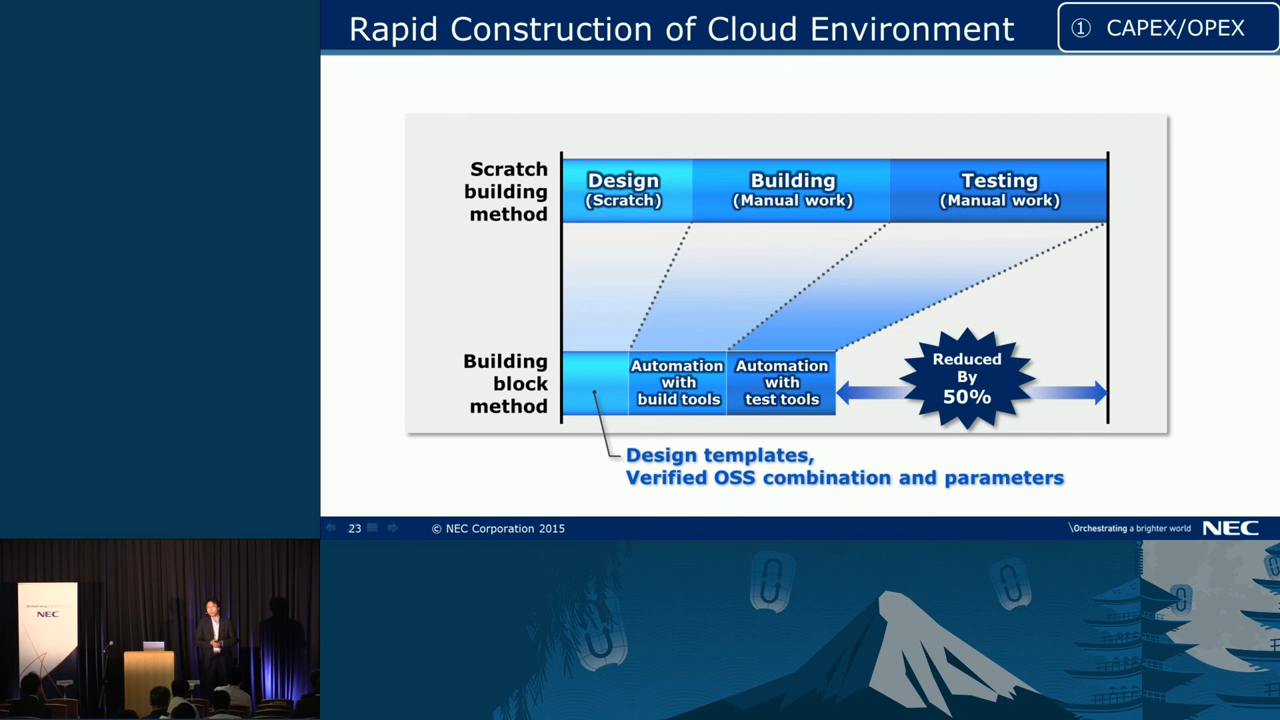 Rapid Construction of Cloud Environment
① CAPEX/OPEX
Scratch
building
method
Design
(Scratch)
Building
(Manual work)
Testing
(Manual work)
Building
block
method
Automation
with
build tools
Automation
with
test tools
Reduced
By
50%
Design templates,
Verified OSS combination and parameters
23
© NEC Corporation 2015
\Orchestrating a brighter world
NEC
NEC